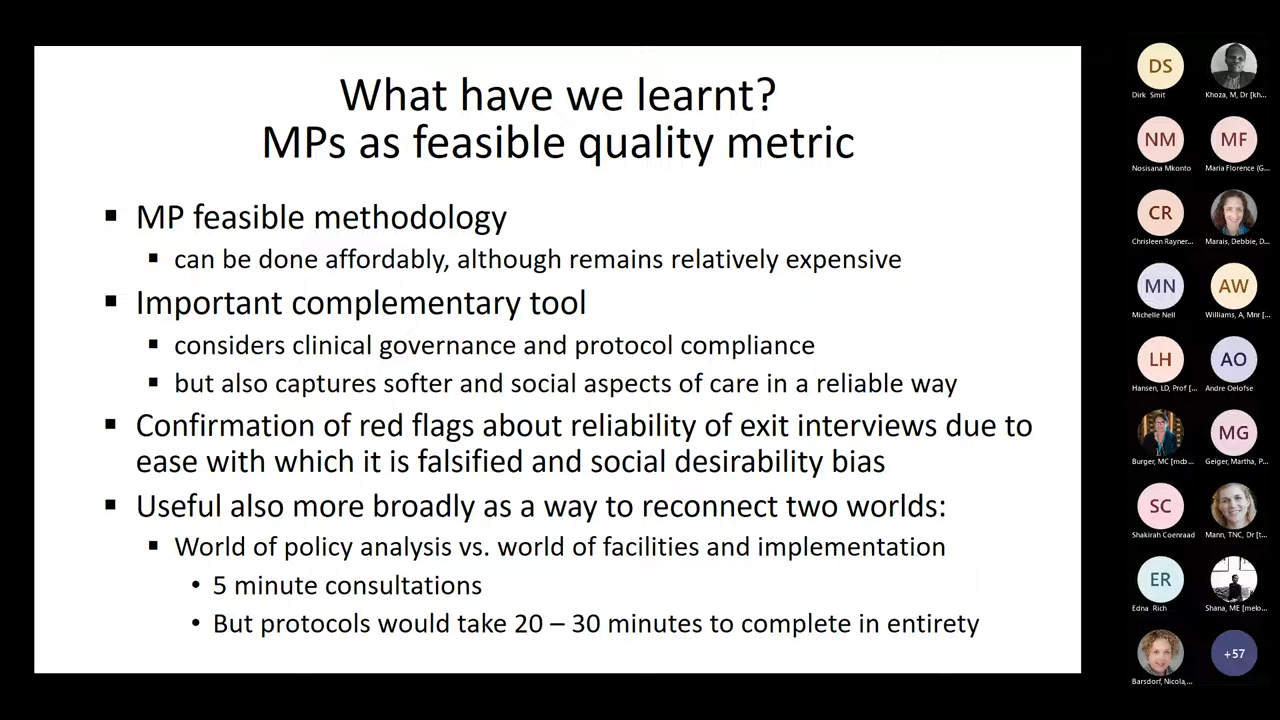 What have we learnt?
MPs as feasible quality metric
▪ MP feasible methodology
▪ can be done affordably, although remains relatively expensive
▪ Important complementary tool
▪ considers clinical governance and protocol compliance
▪ but also captures softer and social aspects of care in a reliable way
▪ Confirmation of red flags about reliability of exit interviews due to
ease with which it is falsified and social desirability bias
▪ Useful also more broadly as a way to reconnect two worlds:
▪ World of policy analysis vs. world of facilities and implementation
• 5 minute consultations
• But protocols would take 20 – 30 minutes to complete in entirety
DS
Dirk Smit
Khoza, M, Dr [kh...
NM
MF
Nosisana Mkonto
Maria Florence (G...
CR
Chrisleen Rayner...
Marais, Debbie, D...
MN
AW
Michelle Nell
Williams, A, Mnr [...
LH
AO
Hansen, LD, Prof [...
Andre Oelofse
MG
Burger, MC [mcb...
Geiger, Martha, P...
SC
Shakirah Coenraad
Mann, TNC, Dr [t...
ER
Edna Rich
Shana, ME [melo...
+57
Barsdorf, Nicola,...